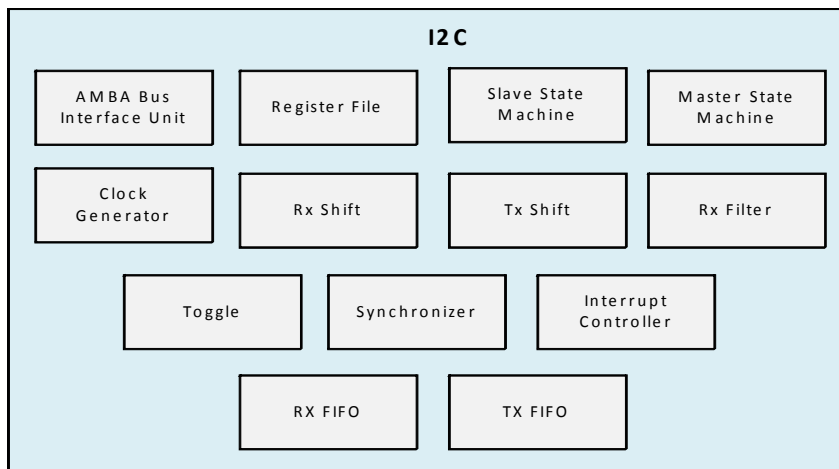 I2C
AMBA Bus
Interface Unit
Register File
Slave State
Machine
Master State
Machine
Clock
Generator
Rx Shift
Tx Shift
Rx Filter
Toggle
Synchronizer
Interrupt
Controller
RX FIFO
TX FIFO